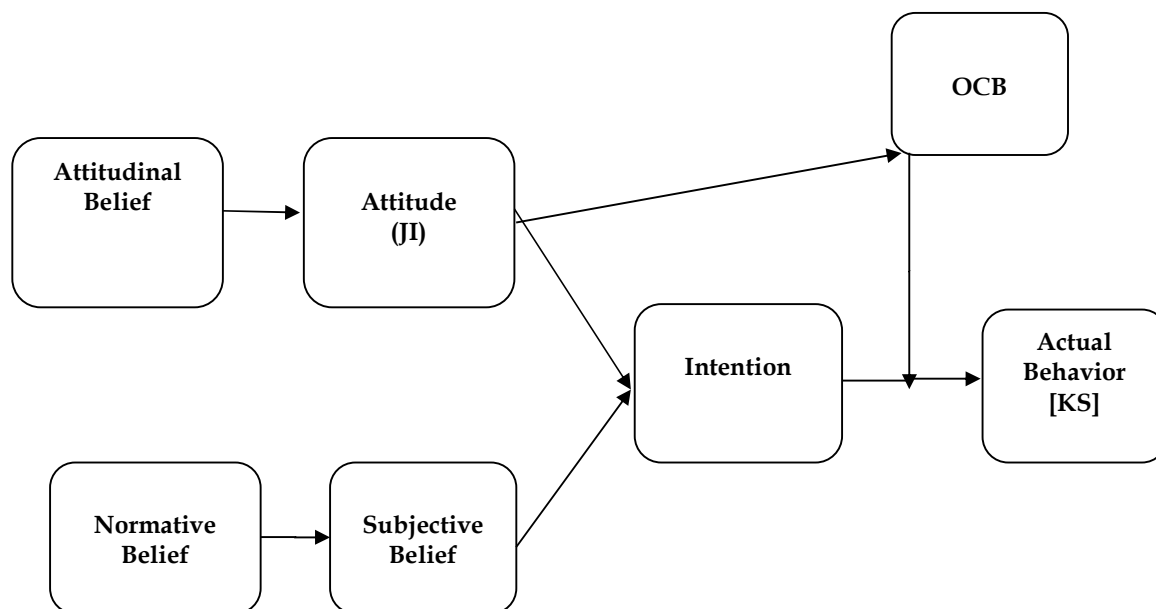 OCB
Attitudinal
Belief
Attitude
(JI)
Intention
Actual
Behavior
[KS]
Normative
Belief
Subjective
Belief